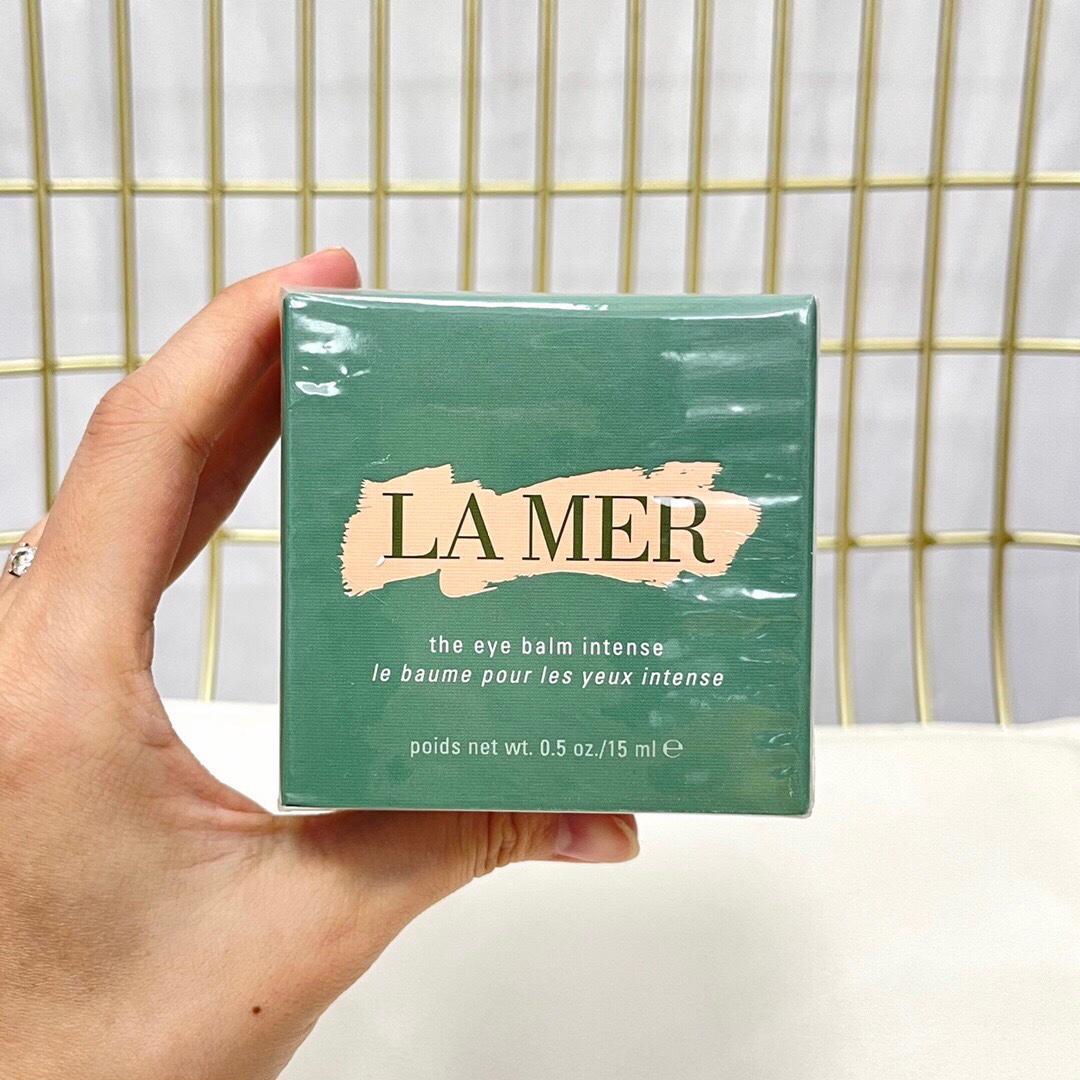 LA MER
the eye balm intense
le baume pour les yeux intense
poids net wt. 0.5 oz./15 ml ℮